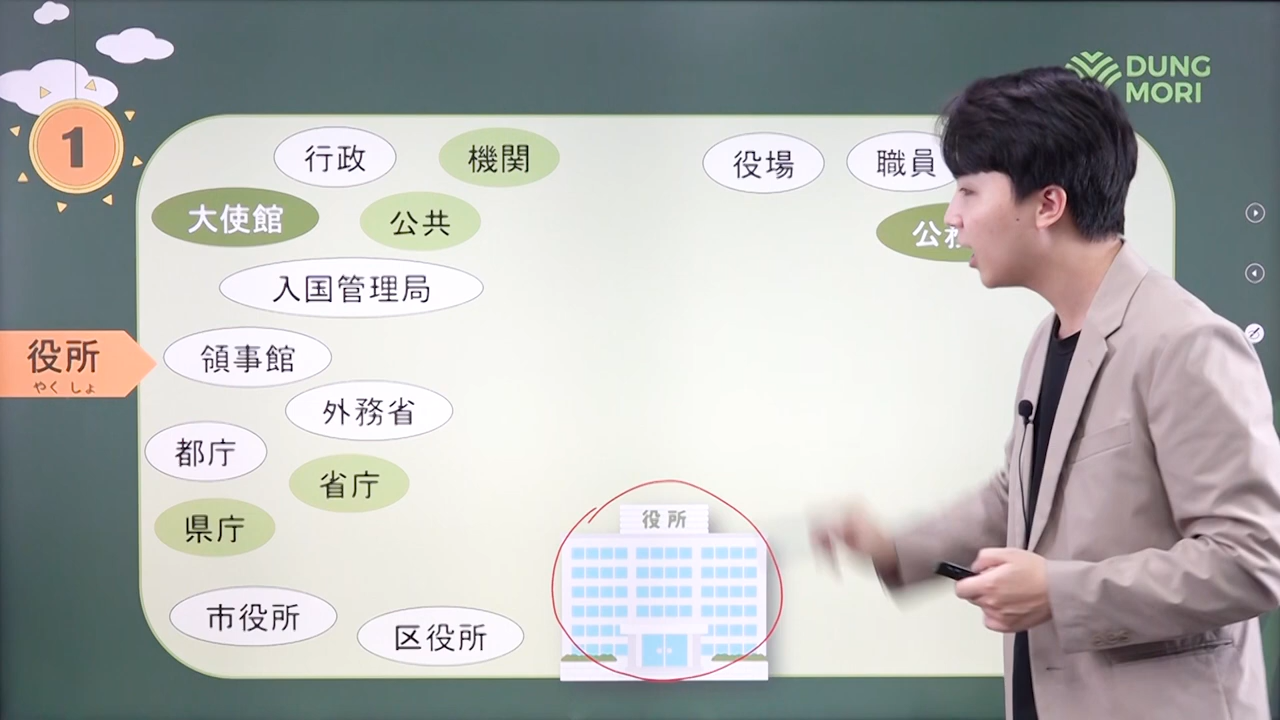 DUNG
MORI
1
行政
機関
役場
職員
大使館
公共
公
入国管理局
役所
やくしょ
領事館
外務省
都庁
省庁
県庁
役所
市役所
区役所